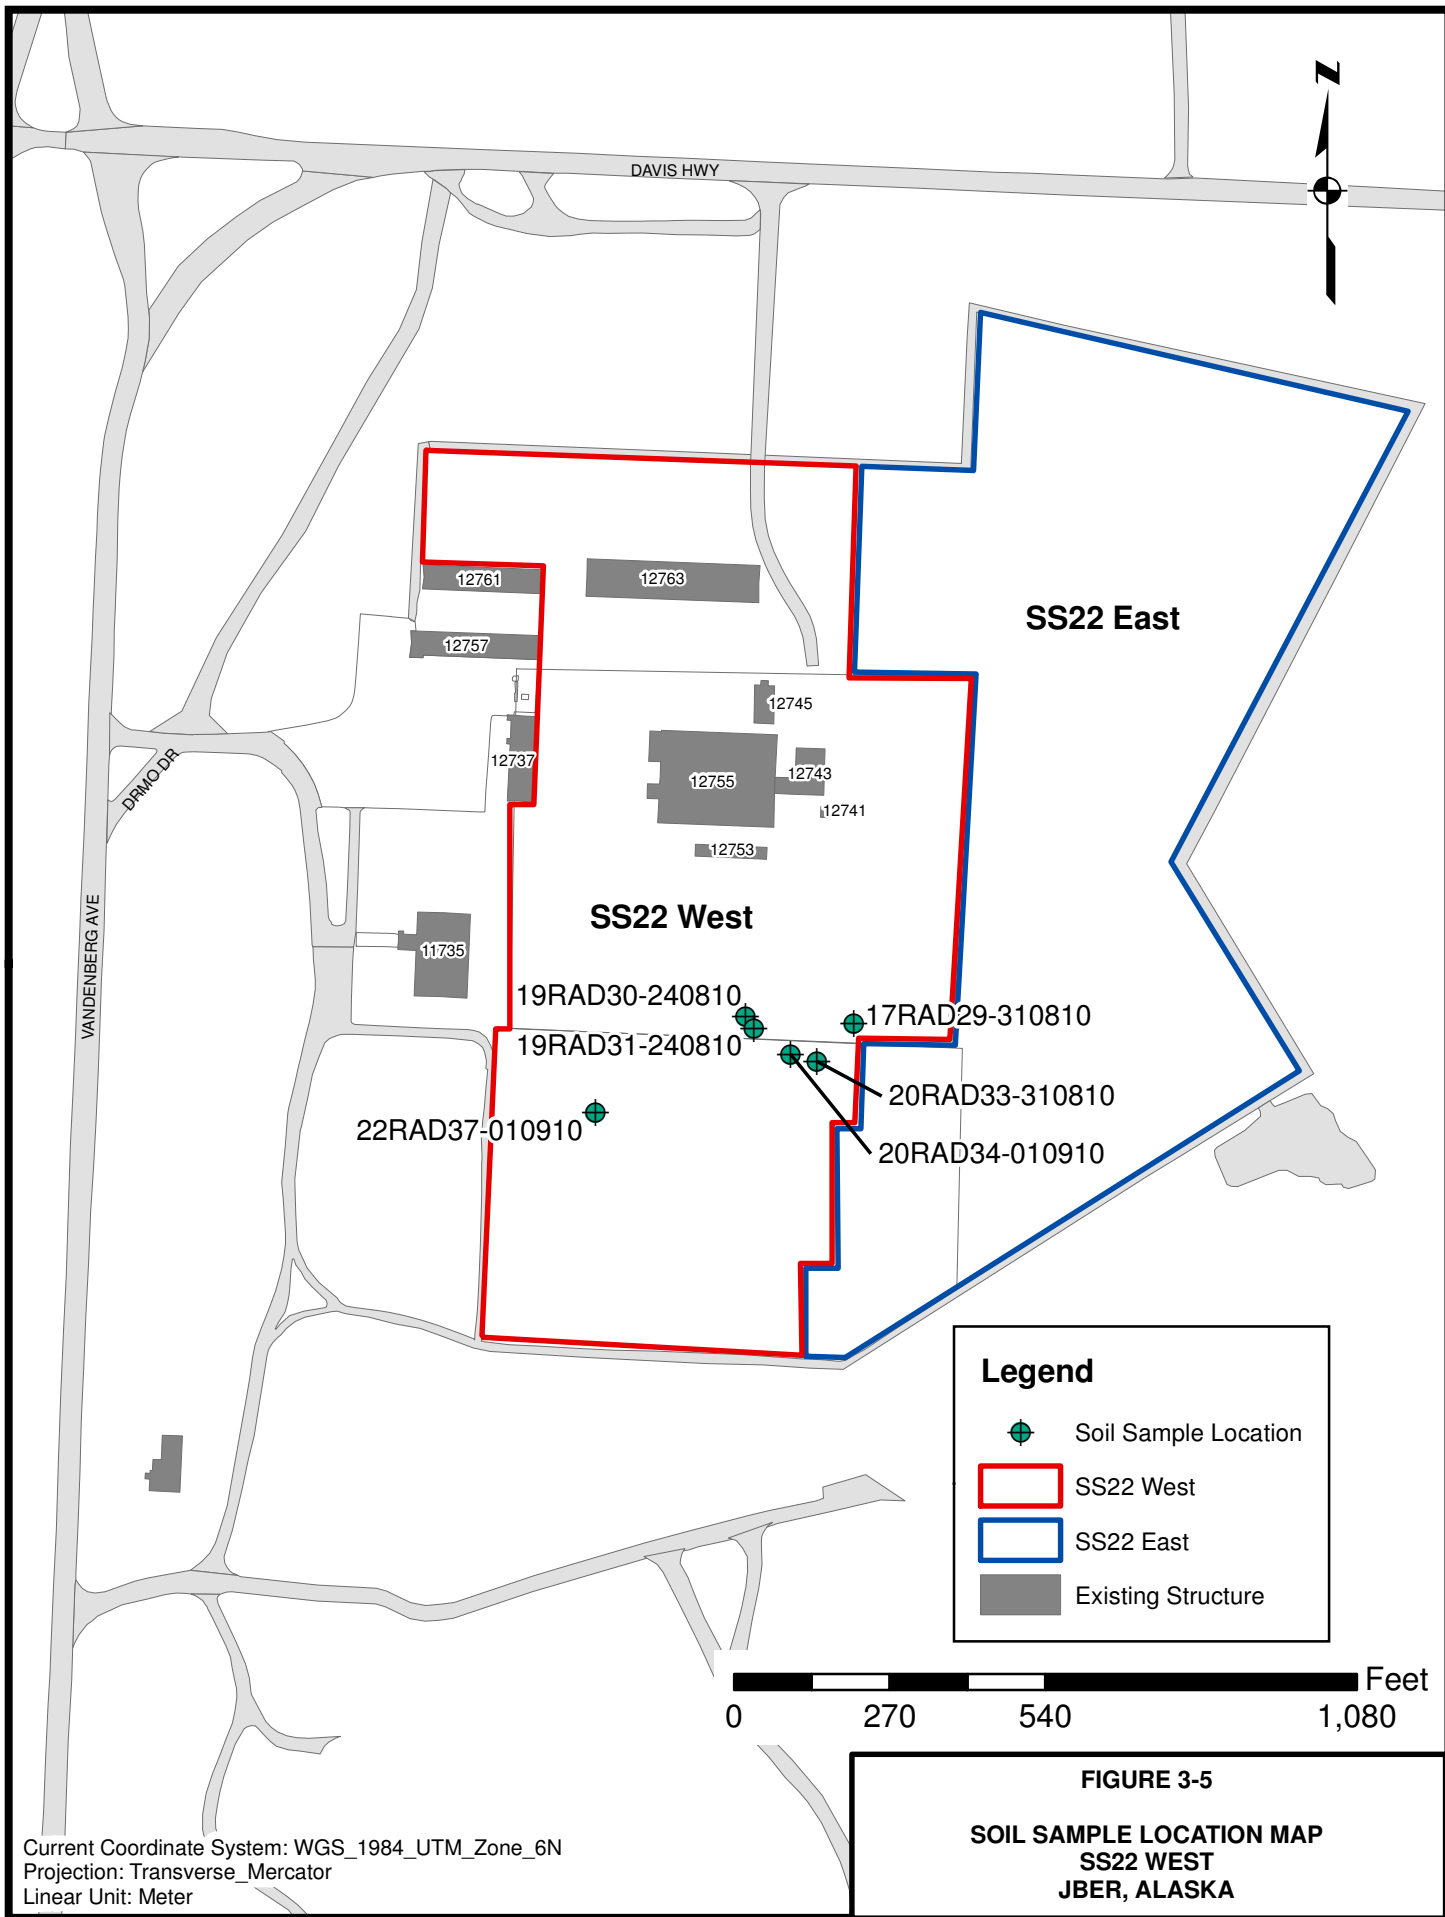 N
DAVIS HWY
SS22 East
12761
12763
12757
12745
12737
12755
12743
12741
12753
DRMO DR
VANDENBERG AVE
SS22 West
11735
19RAD30-240810
17RAD29-310810
19RAD31-240810
20RAD33-310810
22RAD37-010910
20RAD34-010910
Legend
Soil Sample Location
SS22 West
SS22 East
Existing Structure
Feet
0 270 540 1,080
FIGURE 3-5
SOIL SAMPLE LOCATION MAP
SS22 WEST
JBER, ALASKA
Current Coordinate System: WGS_1984_UTM_Zone_6N
Projection: Transverse_Mercator
Linear Unit: Meter